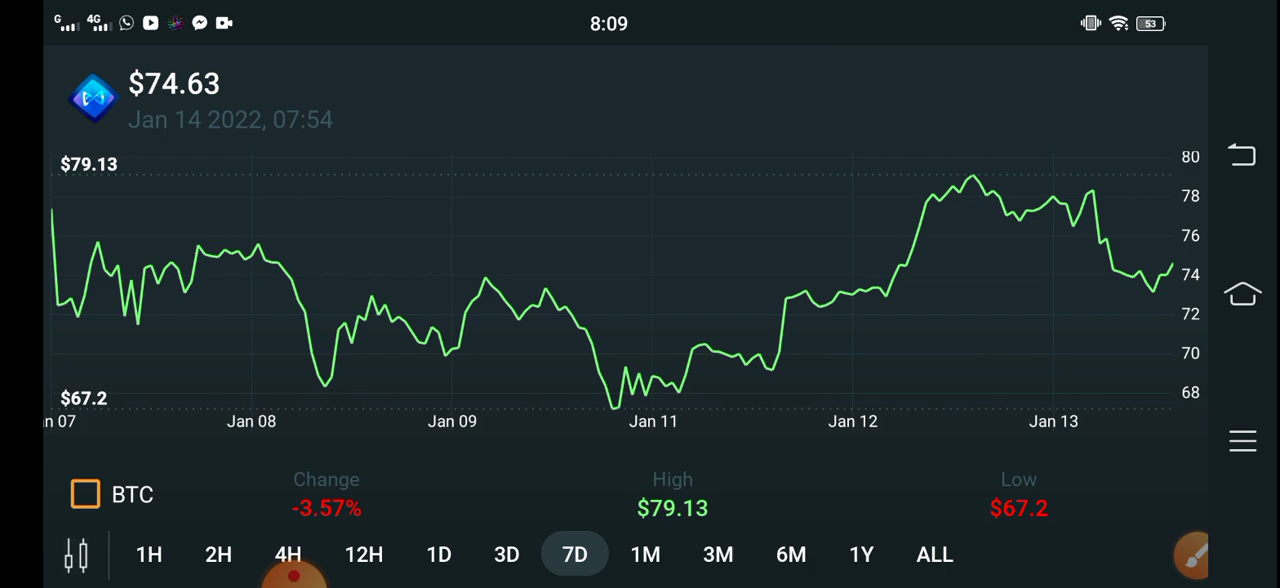 G 4G 8:09 53
$74.63
Jan 14 2022, 07:54
$79.13
80
78
76
74
72
70
68
$67.2
n 07 Jan 08 Jan 09 Jan 11 Jan 12 Jan 13
BTC
Change
-3.57%
High
$79.13
Low
$67.2
1H 2H 4H 12H 1D 3D 7D 1M 3M 6M 1Y ALL